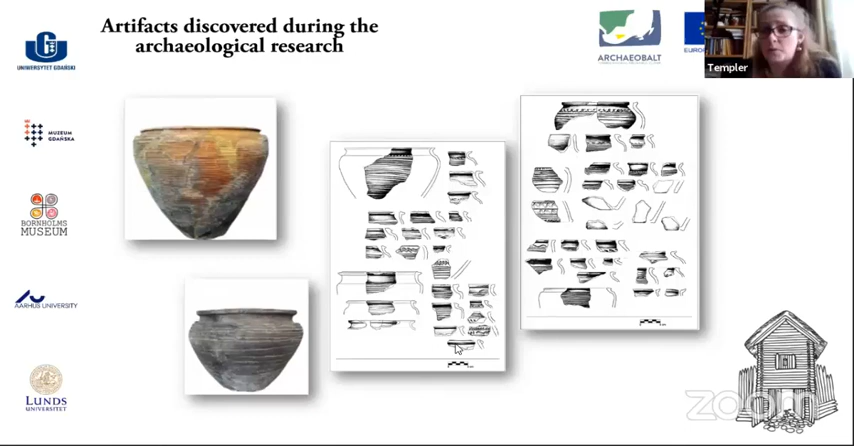 Artifacts discovered during the
archaeological research
UNIWERSYTET GDAŃSKI
MUZEUM
GDAŃSKA
BORNHOLMS
MUSEUM
AARHUS UNIVERSITY
LUNDS
UNIVERSITET
ARCHAEOBALT
Templer
zoom